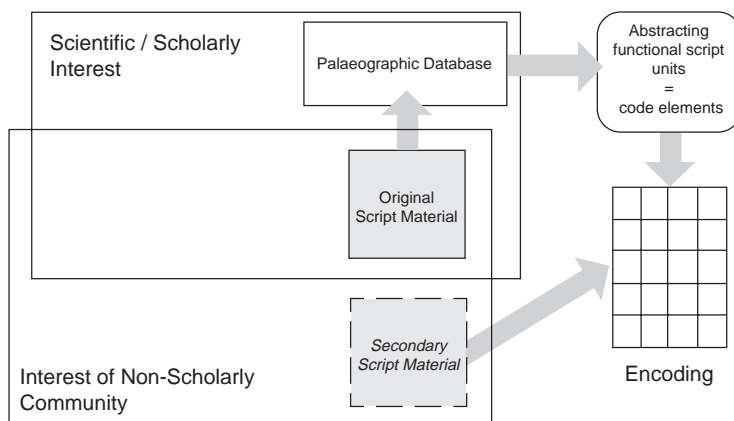 Scientific / Scholarly
Interest
Palaeographic Database
Abstracting
functional script
units
=
code elements
Original
Script Material
Secondary
Script Material
Interest of Non-Scholarly
Community
Encoding